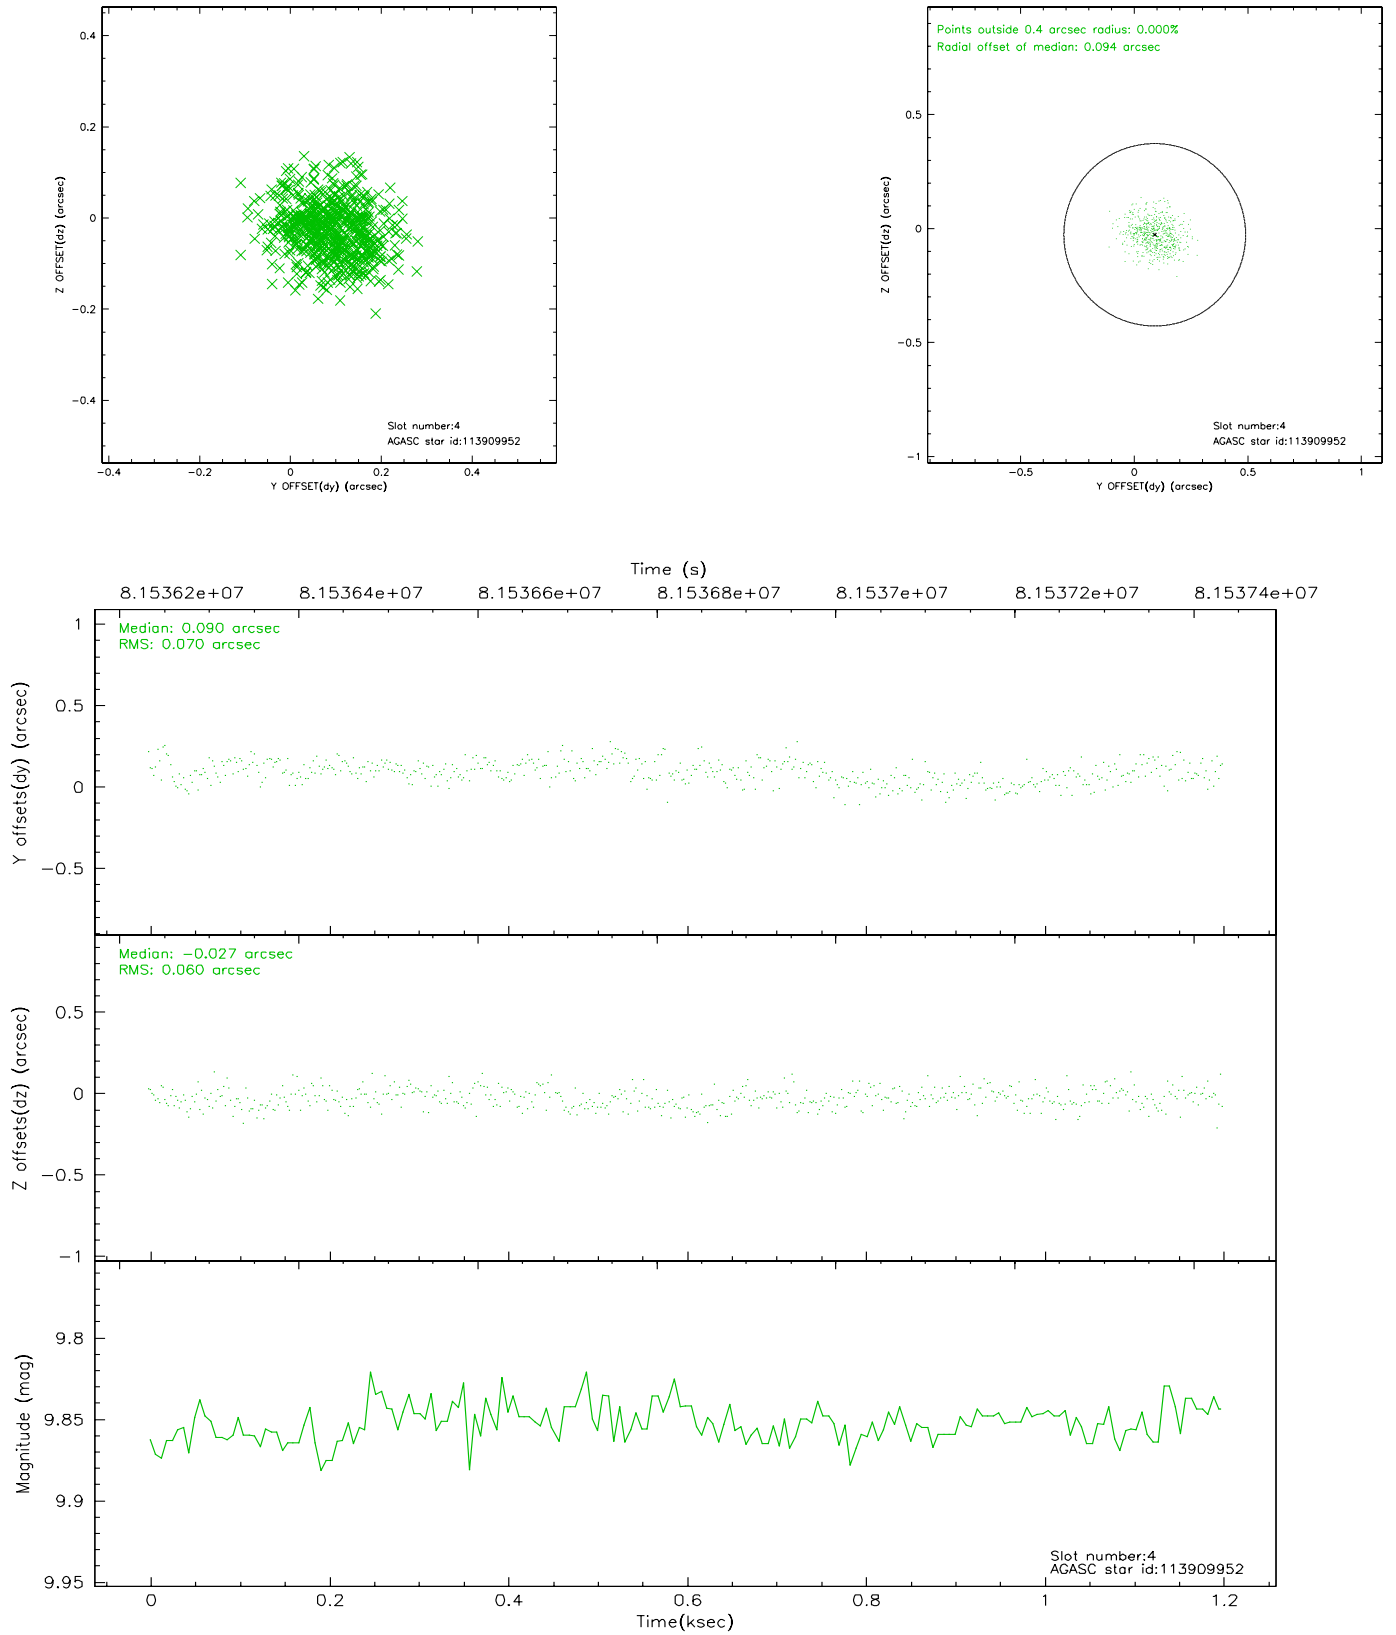 0.4
0.2
0
−0.2
−0.4
Z OFFSET(dz) (arcsec)
Slot number:4
AGASC star id:113909952
−0.4 −0.2 0 0.2 0.4
Y OFFSET(dy) (arcsec)
Points outside 0.4 arcsec radius: 0.000%
Radial offset of median: 0.094 arcsec
0.5
0
−0.5
−1
Z OFFSET(dz) (arcsec)
Slot number:4
AGASC star id:113909952
−0.5 0 0.5 1
Y OFFSET(dy) (arcsec)
Time (s)
8.15362e+07 8.15364e+07 8.15366e+07 8.15368e+07 8.1537e+07 8.15372e+07 8.15374e+07
Median: 0.090 arcsec
RMS: 0.070 arcsec
1
0.5
0
−0.5
Y offsets(dy) (arcsec)
Median: −0.027 arcsec
RMS: 0.060 arcsec
0.5
0
−0.5
−1
Z offsets(dz) (arcsec)
9.8
9.85
9.9
9.95
Magnitude (mag)
Slot number:4
AGASC star id:113909952
0 0.2 0.4 0.6 0.8 1 1.2
Time(ksec)